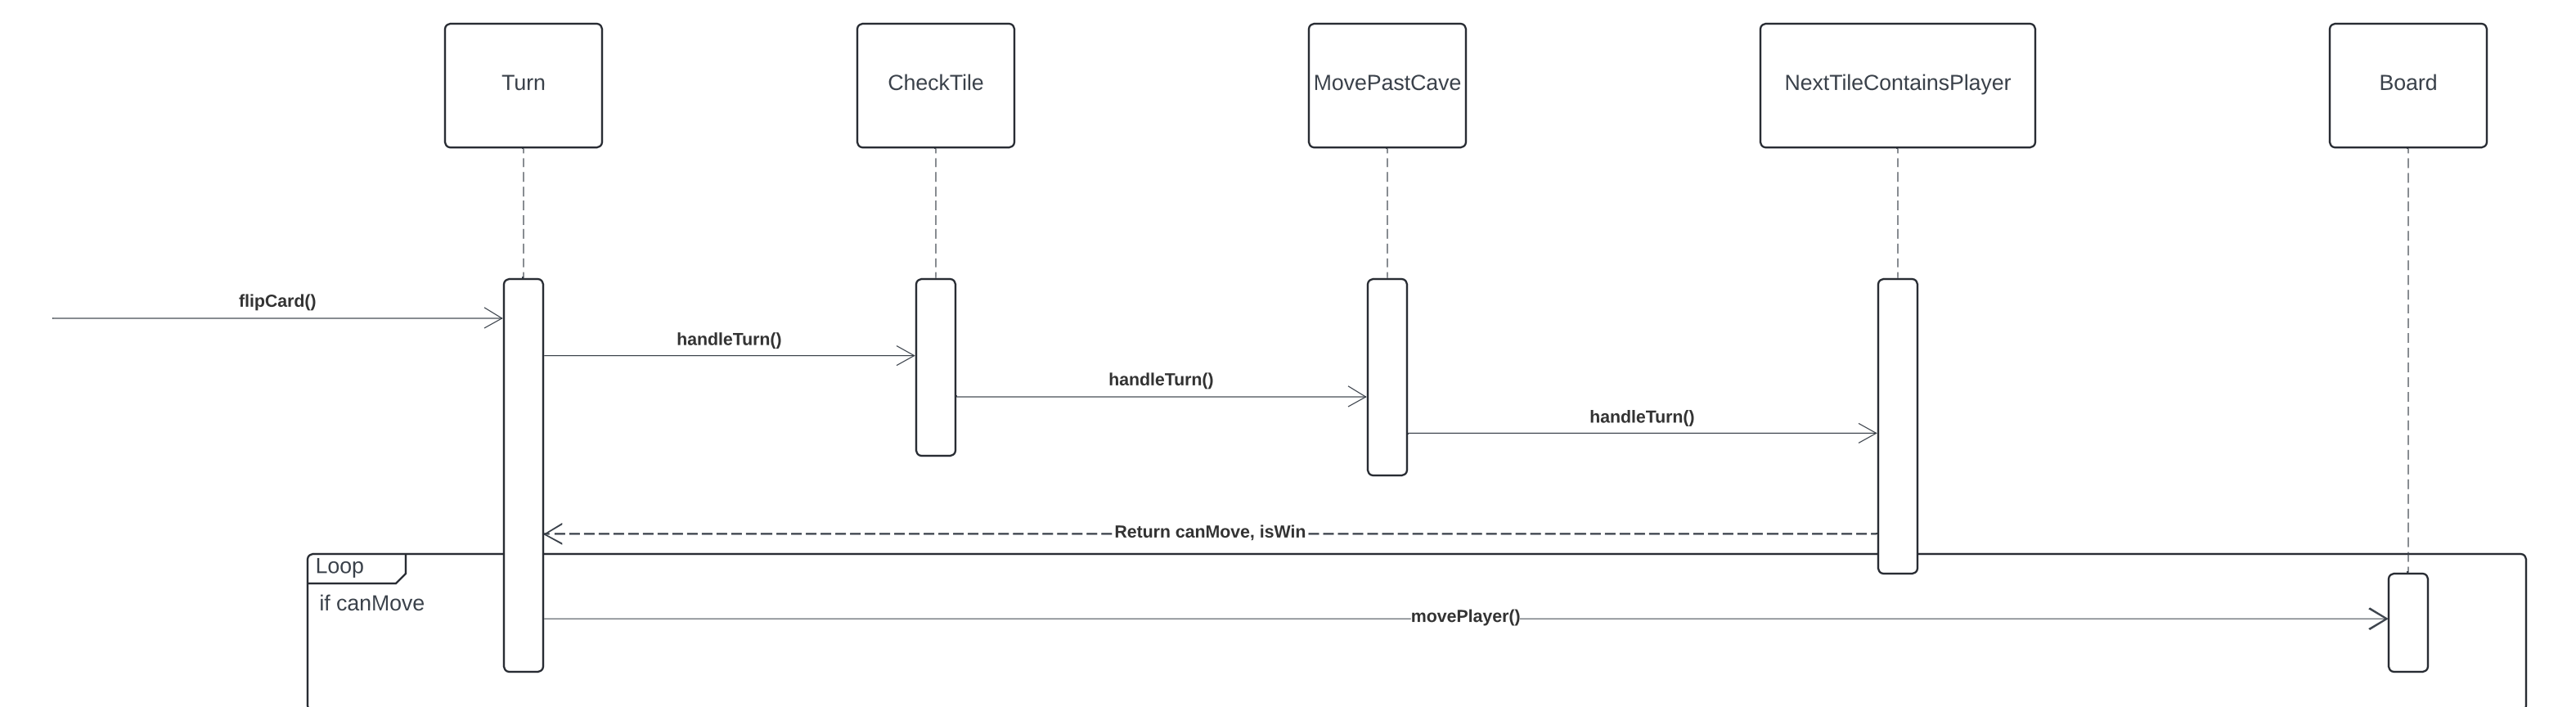 Turn
CheckTile
MovePastCave
NextTileContainsPlayer
Board
flipCard()
handleTurn()
handleTurn()
handleTurn()
Return canMove, isWin
Loop
if canMove
movePlayer()